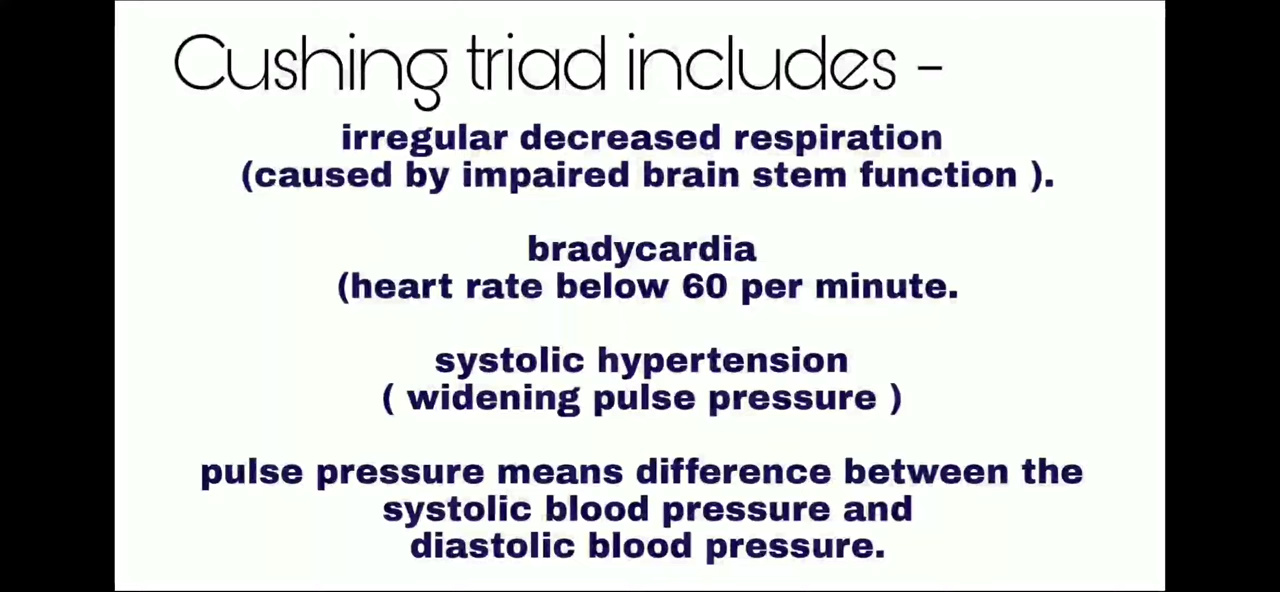 Cushing triad includes –
irregular decreased respiration
(caused by impaired brain stem function ).
bradycardia
(heart rate below 60 per minute.
systolic hypertension
( widening pulse pressure )
pulse pressure means difference between the
systolic blood pressure and
diastolic blood pressure.